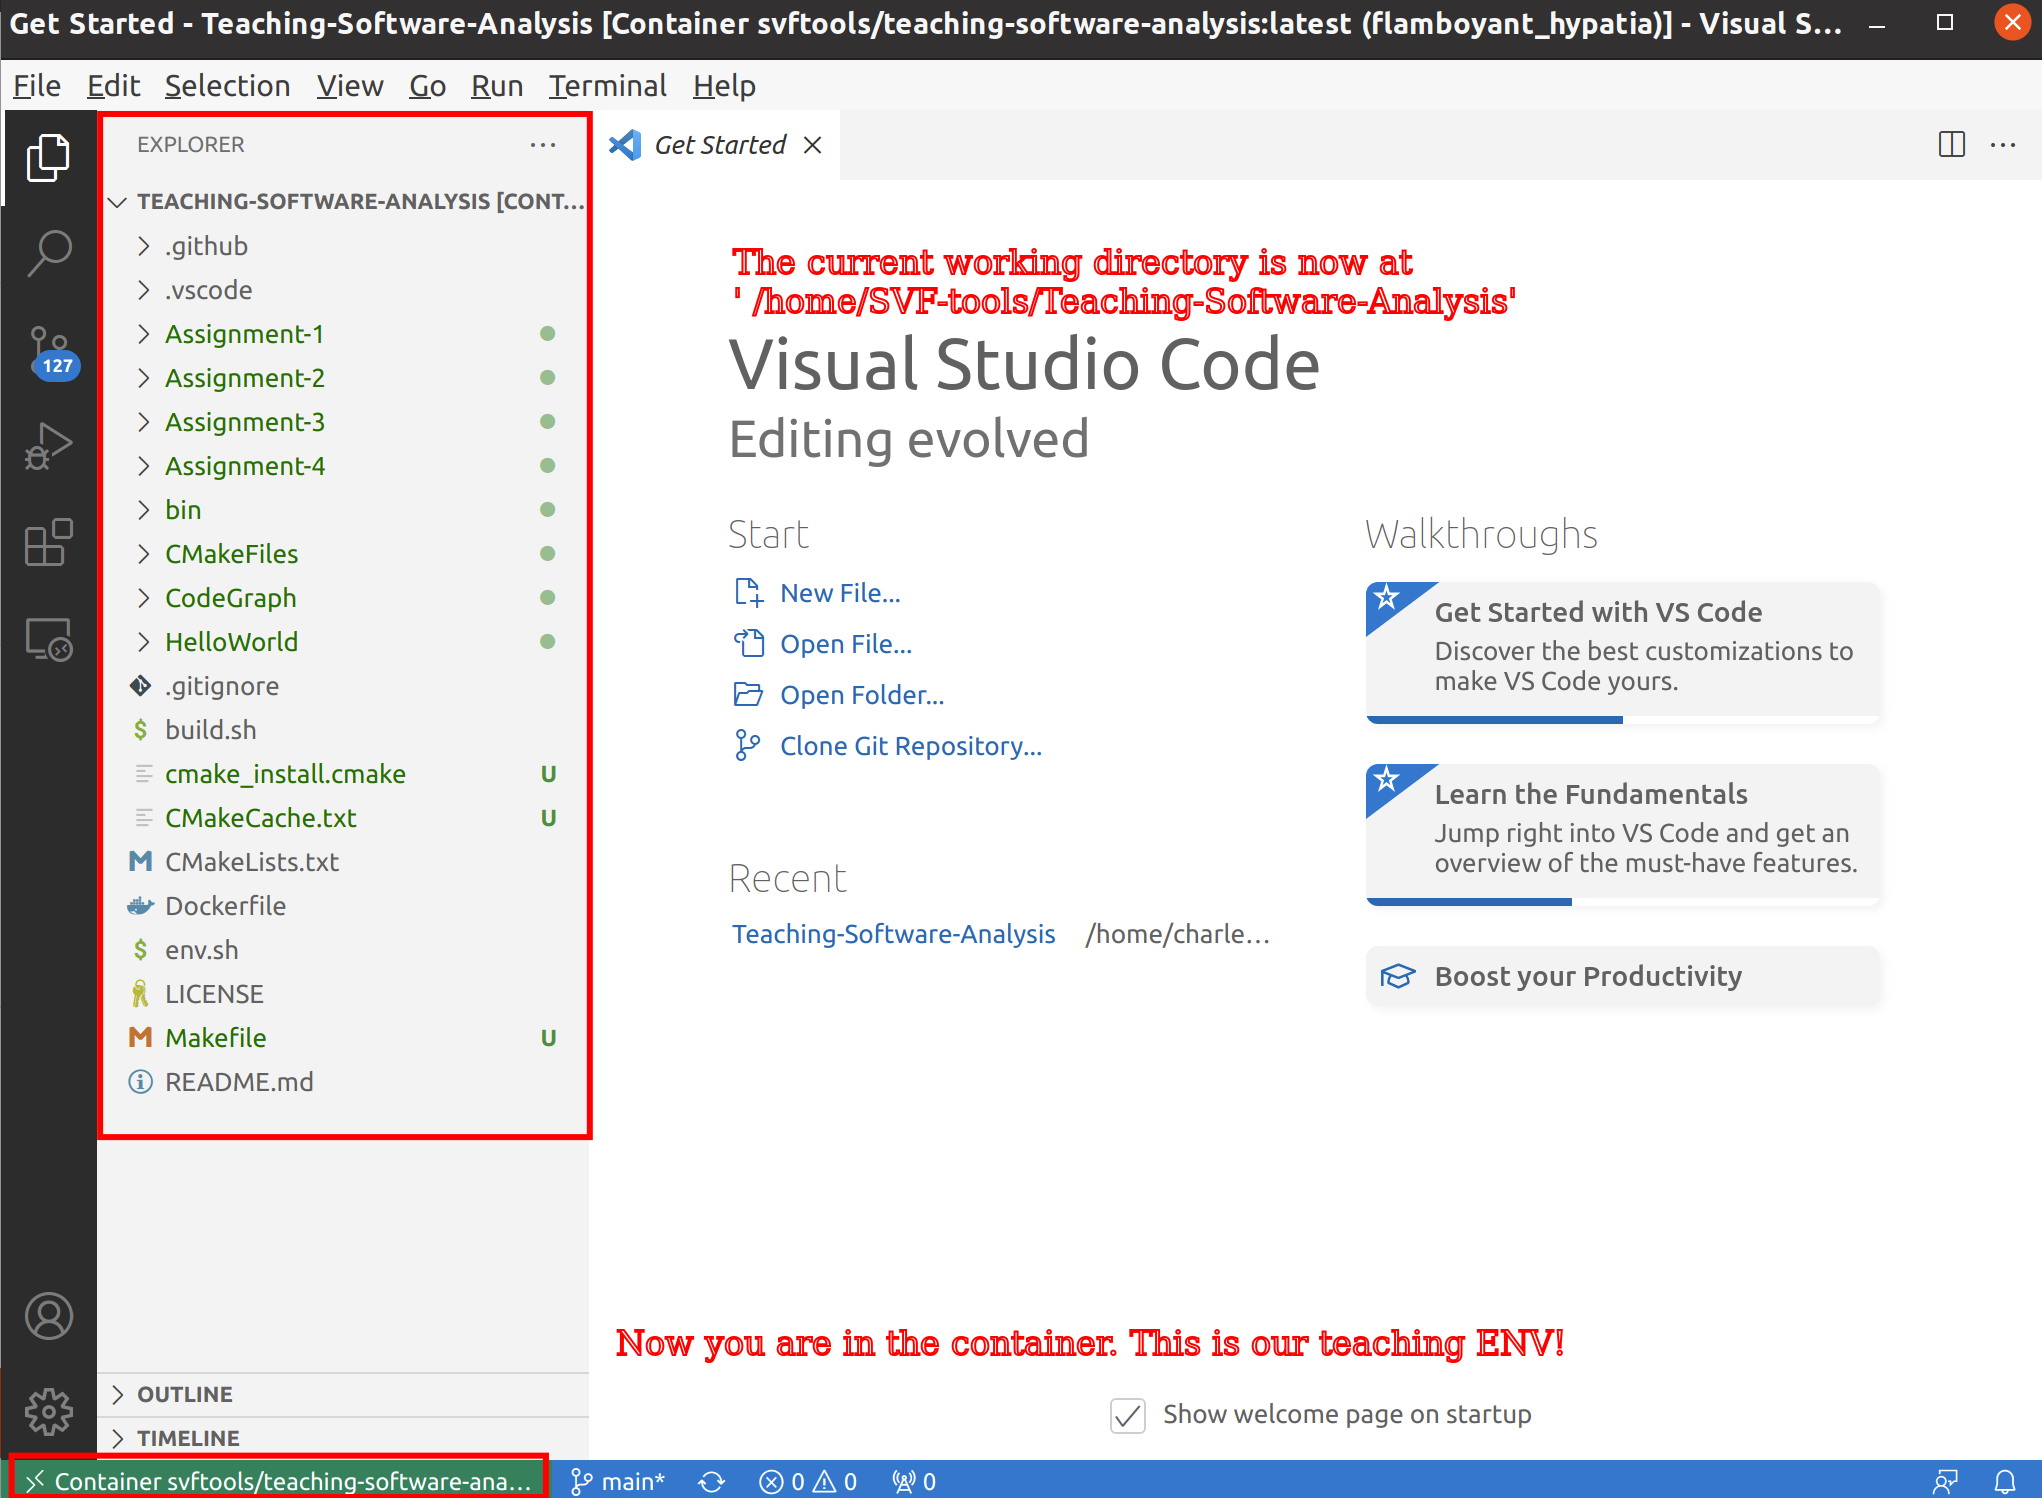 Get Started - Teaching-Software-Analysis [Container svftools/teaching-software-analysis:latest (flamboyant_hypatia)] - Visual S...
File Edit Selection View Go Run Terminal Help
EXPLORER
Get Started
TEACHING-SOFTWARE-ANALYSIS [CONT...
.github
.vscode
Assignment-1
127
Assignment-2
Assignment-3
Assignment-4
bin
CMakeFiles
CodeGraph
HelloWorld
.gitignore
build.sh
cmake_install.cmake U
CMakeCache.txt U
CMakeLists.txt
Dockerfile
env.sh
LICENSE
Makefile U
README.md
OUTLINE
TIMELINE
The current working directory is now at
' /home/SVF-tools/Teaching-Software-Analysis'
Visual Studio Code
Editing evolved
Start
New File...
Open File...
Open Folder...
Clone Git Repository...
Recent
Teaching-Software-Analysis /home/charle...
Walkthroughs
Get Started with VS Code
Discover the best customizations to
make VS Code yours.
Learn the Fundamentals
Jump right into VS Code and get an
overview of the must-have features.
Boost your Productivity
Now you are in the container. This is our teaching ENV!
Show welcome page on startup
Container svftools/teaching-software-ana... main* 0 0 0